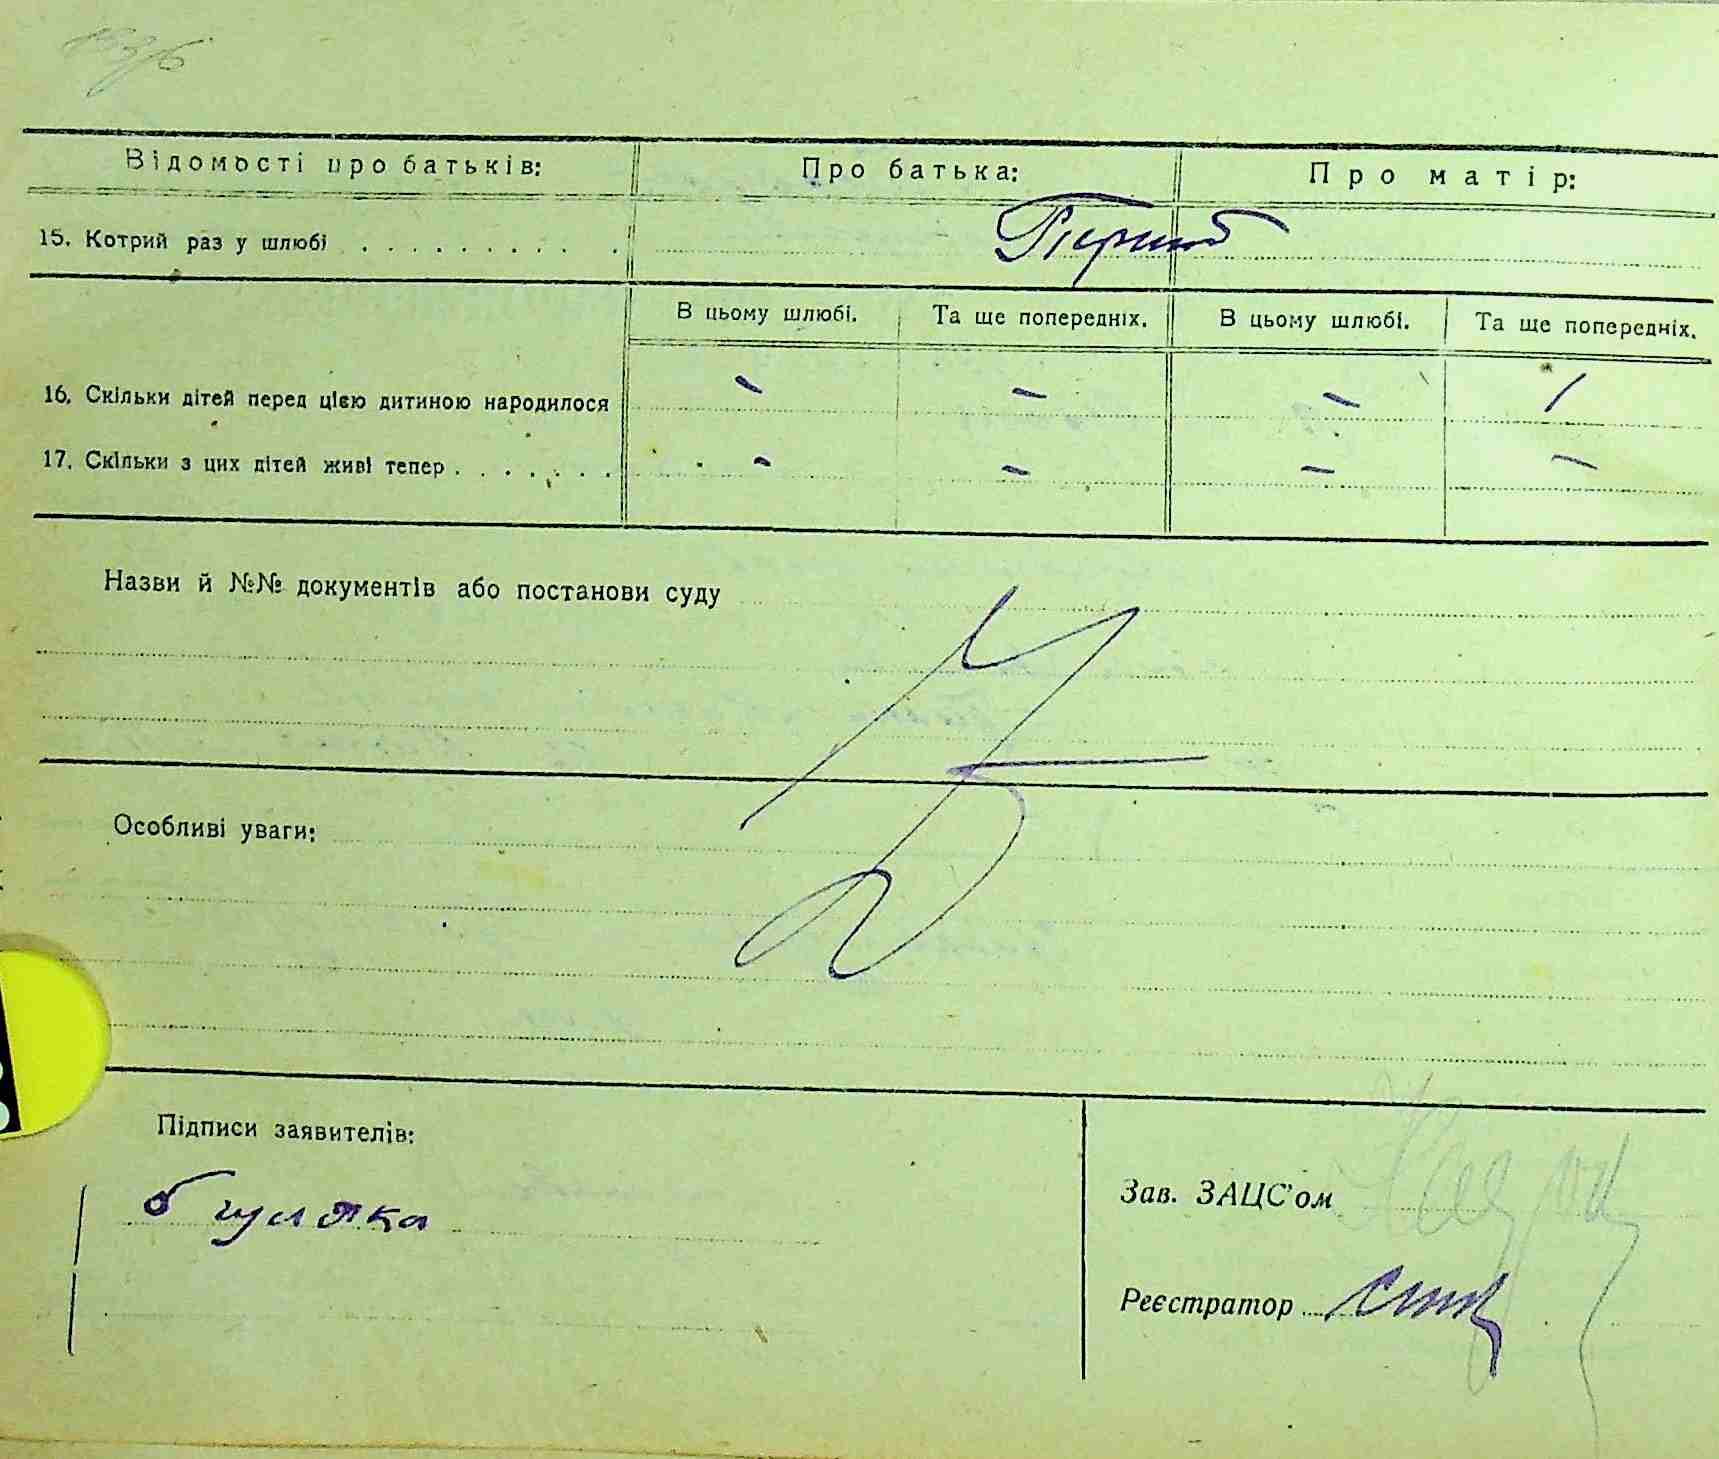 Відомості про батьків: Про батька: Про матір:
15. Котрий раз у шлюбі . . . . . . . . . Перший
В цьому шлюбі. Та ще попередніх. В цьому шлюбі. Та ще попередніх.
16. Скільки дітей перед цією дитиною народилося - - - /
17. Скільки з цих дітей живі тепер . . . . . . . - - - -
Назви й №№ документів або постанови суду
Особливі уваги:
Підписи заявителів:
Зав. ЗАЦС'ом
Реєстратор